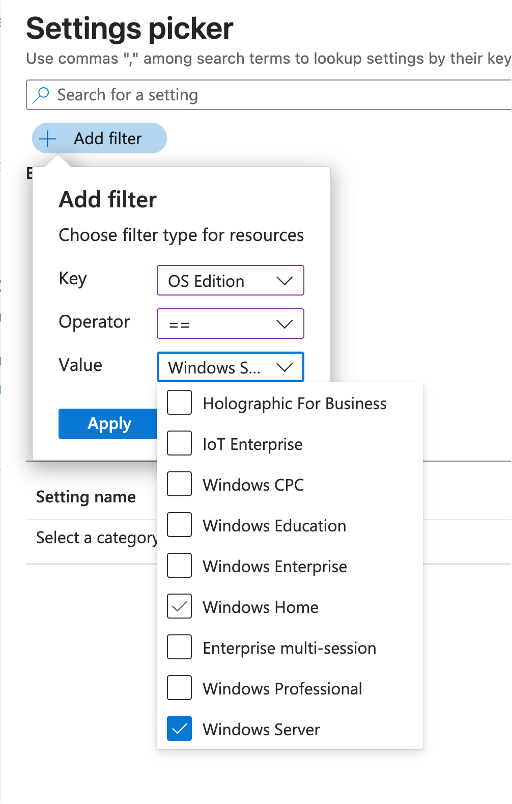 Settings picker
Use commas "," among search terms to lookup settings by their key
Search for a setting
Add filter
Add filter
Choose filter type for resources
Key
OS Edition
Operator
==
Value
Windows S...
Apply
Holographic For Business
IoT Enterprise
Windows CPC
Windows Education
Windows Enterprise
Windows Home
Enterprise multi-session
Windows Professional
Windows Server
Setting name
Select a category